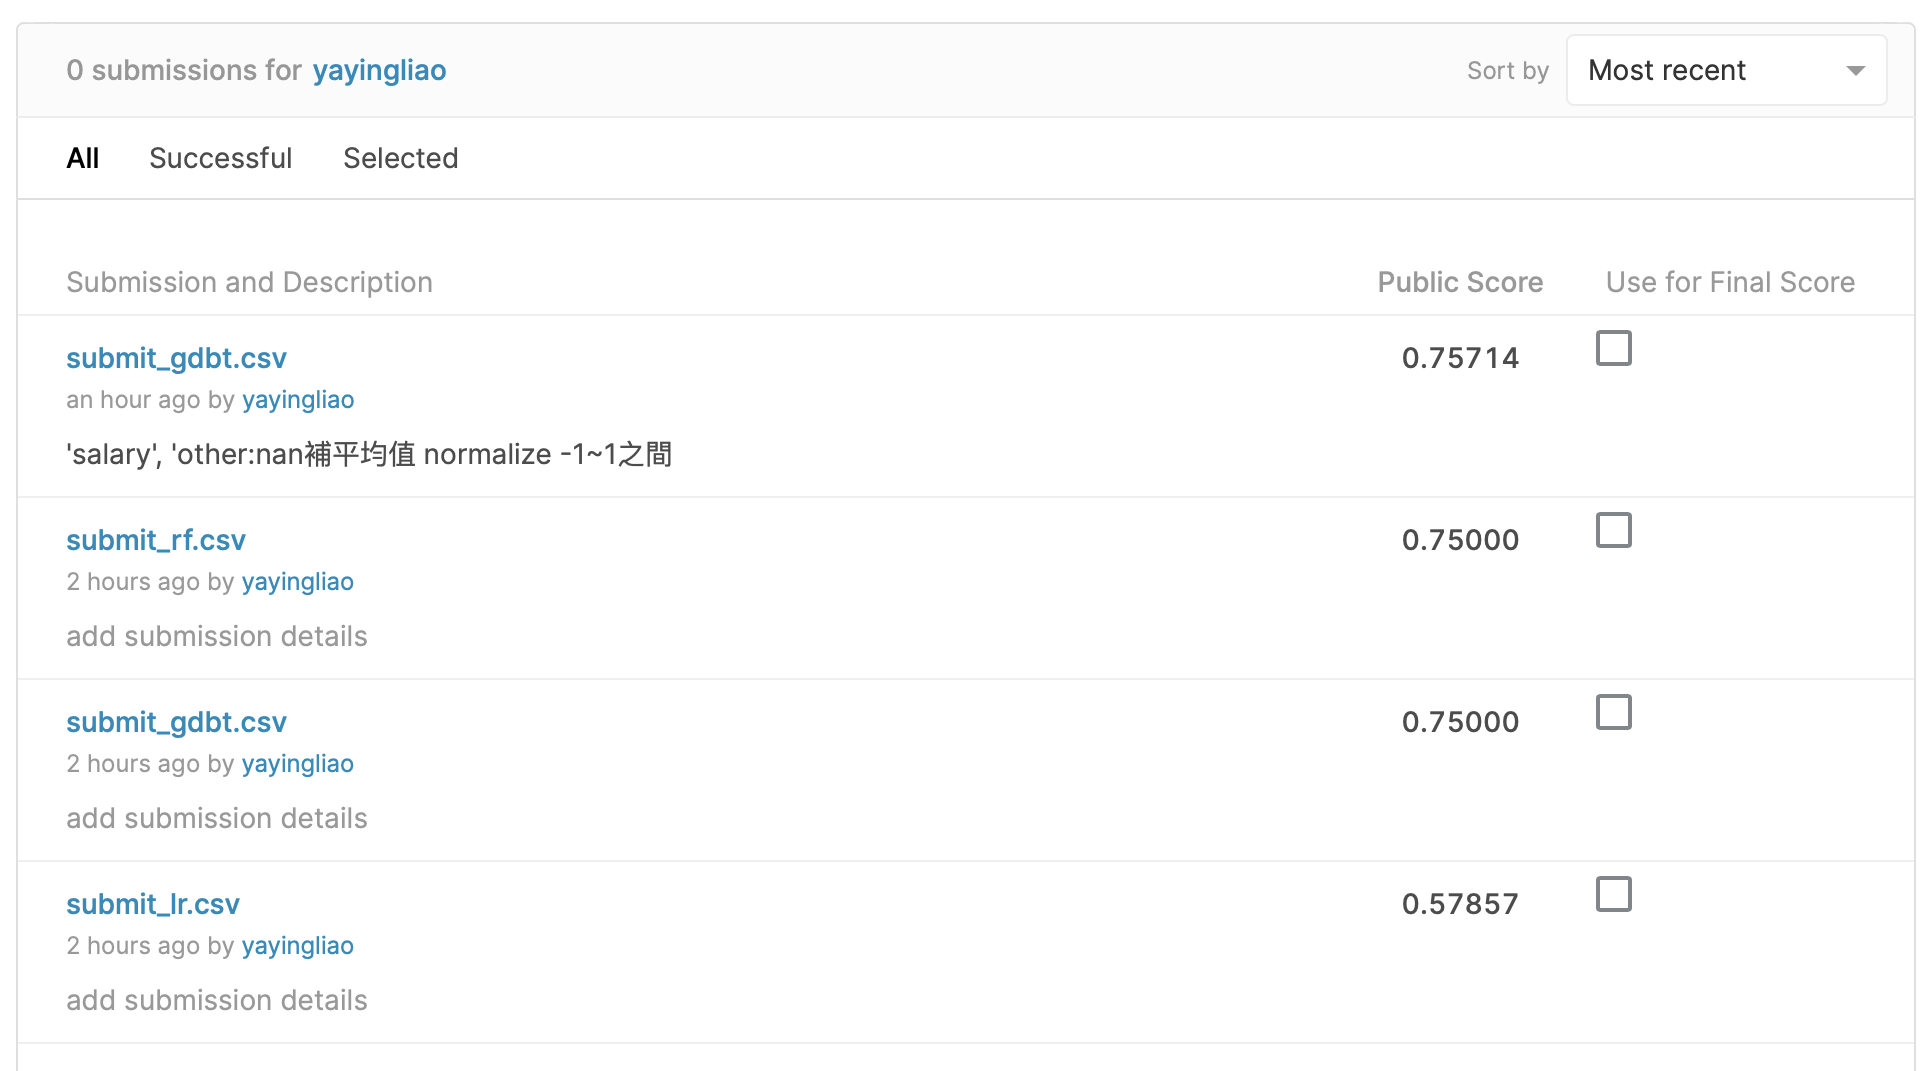 0 submissions for yayingliao
Sort by Most recent
All Successful Selected
Submission and Description Public Score Use for Final Score
submit_gdbt.csv 0.75714
an hour ago by yayingliao
'salary', 'other:nan補平均值 normalize -1~1之間
submit_rf.csv 0.75000
2 hours ago by yayingliao
add submission details
submit_gdbt.csv 0.75000
2 hours ago by yayingliao
add submission details
submit_lr.csv 0.57857
2 hours ago by yayingliao
add submission details